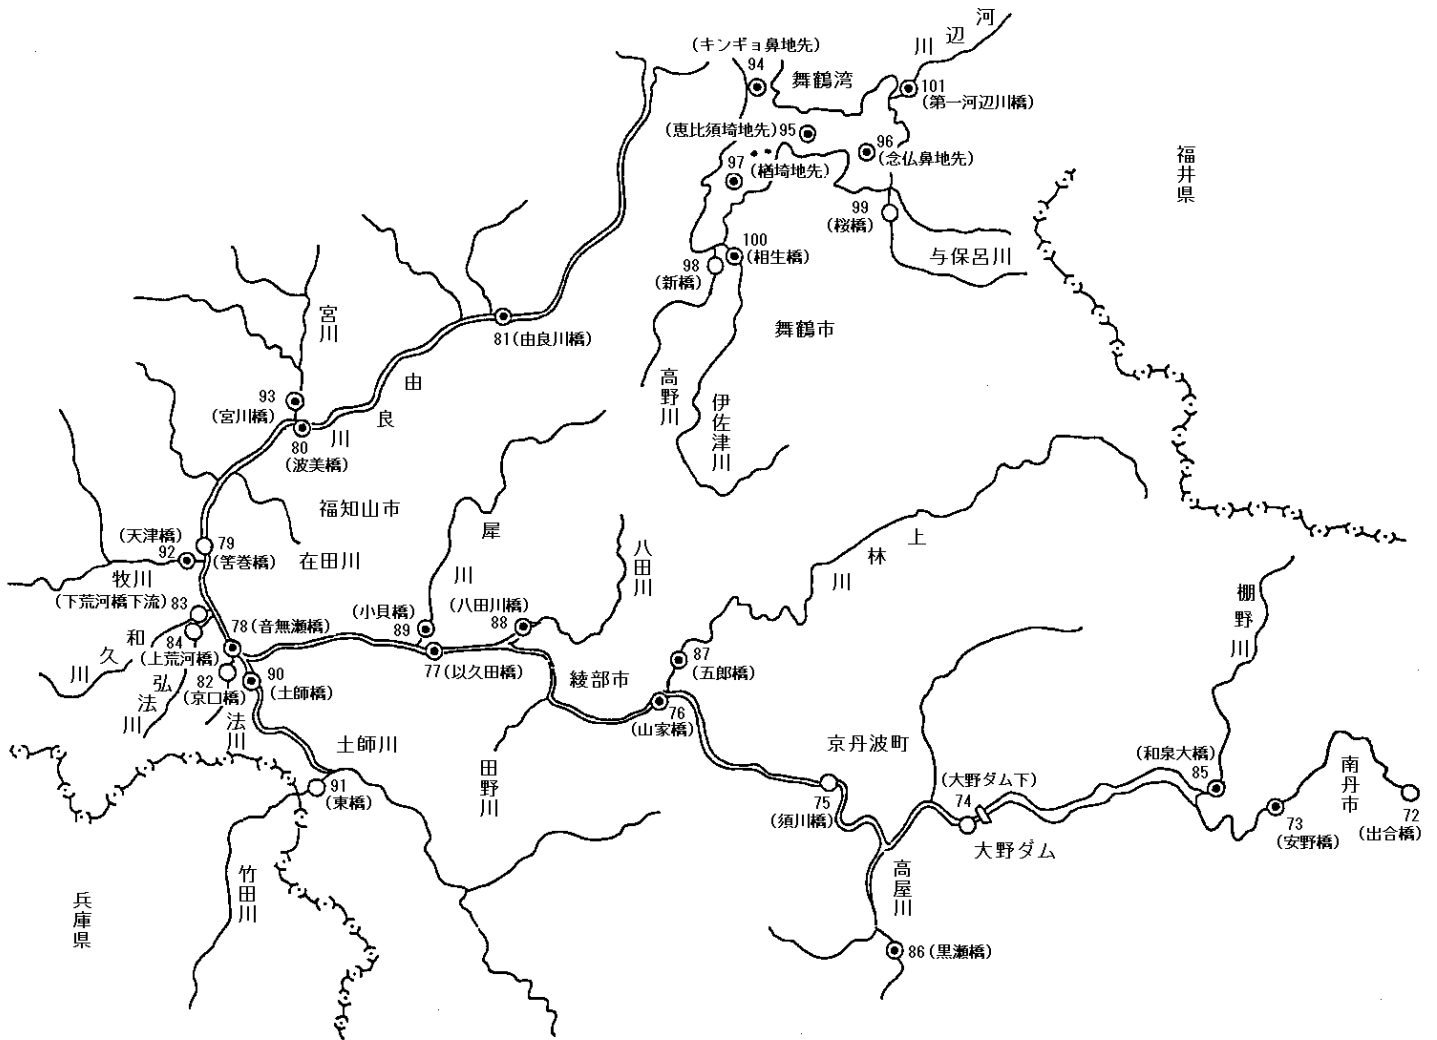 (キンギョ鼻地先)
94
舞鶴湾
河辺川
101
(第一河辺川橋)
(恵比須埼地先)95
96
(念仏鼻地先)
97
(楢埼地先)
福井県
99
(桜橋)
与保呂川
100
(相生橋)
98
(新橋)
舞鶴市
高野川
伊佐津川
宮川
81(由良川橋)
由良川
93
(宮川橋)
80
(波美橋)
福知山市
在田川
(天津橋)
92
79
(筈巻橋)
牧川
(下荒河橋下流)83
84
(上荒河橋)
和久川
弘法川
78(音無瀬橋)
82
(京口橋)
法川
90
(土師橋)
土師川
91
(東橋)
竹田川
兵庫県
犀川
(小貝橋)
89
(八田川橋)
88
八田川
77(以久田橋)
綾部市
田野川
上林川
87
(五郎橋)
76
(山家橋)
京丹波町
75
(須川橋)
(大野ダム下)
74
大野ダム
高屋川
86(黒瀬橋)
棚野川
(和泉大橋)
85
73
(安野橋)
南丹市
72
(出合橋)